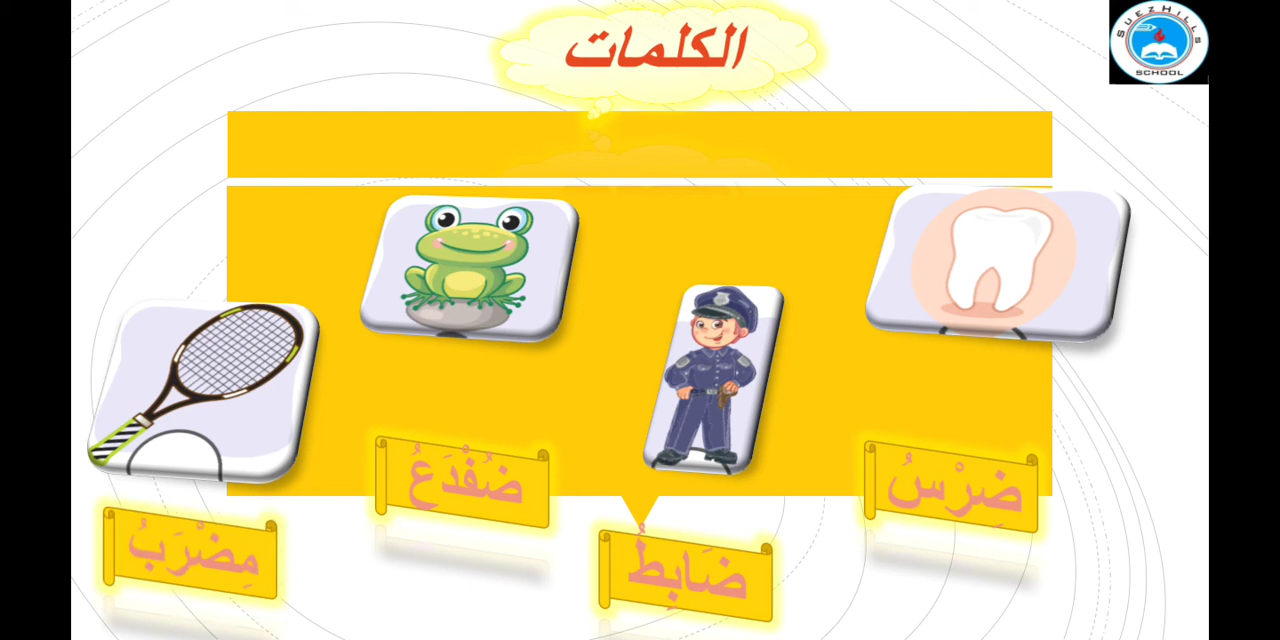 الكلمات
SUEZ HILLS
SCHOOL
ضِرْسُ
ضَابِطُ
ضُفْدَعُ
مِضْرَبُ